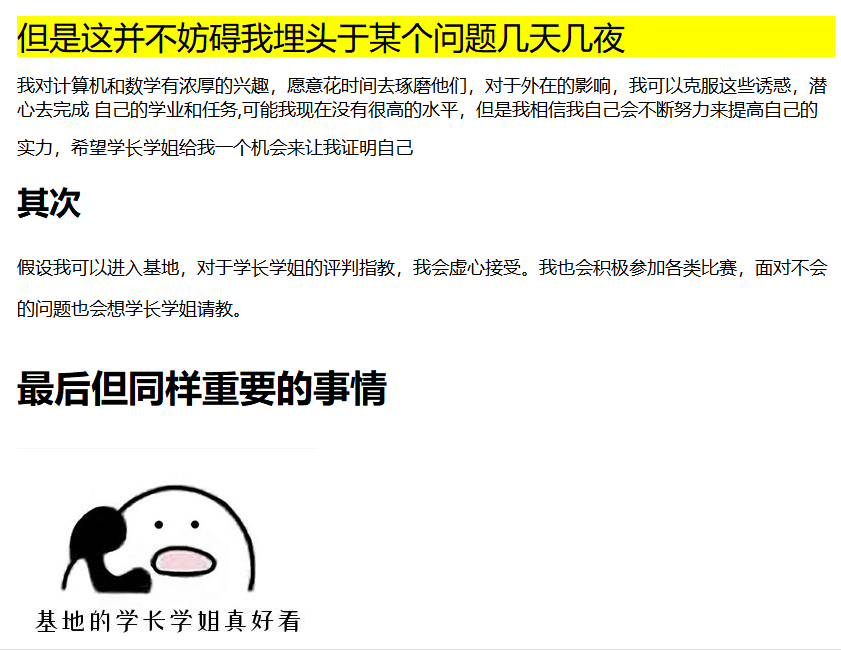 但是这并不妨碍我埋头于某个问题几天几夜
我对计算机和数学有浓厚的兴趣，愿意花时间去琢磨他们，对于外在的影响，我可以克服这些诱惑，潜
心去完成 自己的学业和任务,可能我现在没有很高的水平，但是我相信我自己会不断努力来提高自己的
实力，希望学长学姐给我一个机会来让我证明自己
其次
假设我可以进入基地，对于学长学姐的评判指教，我会虚心接受。我也会积极参加各类比赛，面对不会
的问题也会想学长学姐请教。
最后但同样重要的事情
基地的学长学姐真好看